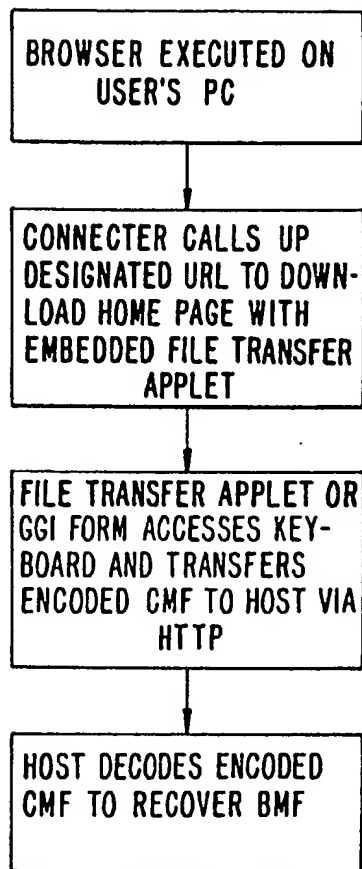 BROWSER EXECUTED ON
USER'S PC
CONNECTER CALLS UP
DESIGNATED URL TO DOWN-
LOAD HOME PAGE WITH
EMBEDDED FILE TRANSFER
APPLET
FILE TRANSFER APPLET OR
GGI FORM ACCESSES KEY-
BOARD AND TRANSFERS
ENCODED CMF TO HOST VIA
HTTP
HOST DECODES ENCODED
CMF TO RECOVER BMF